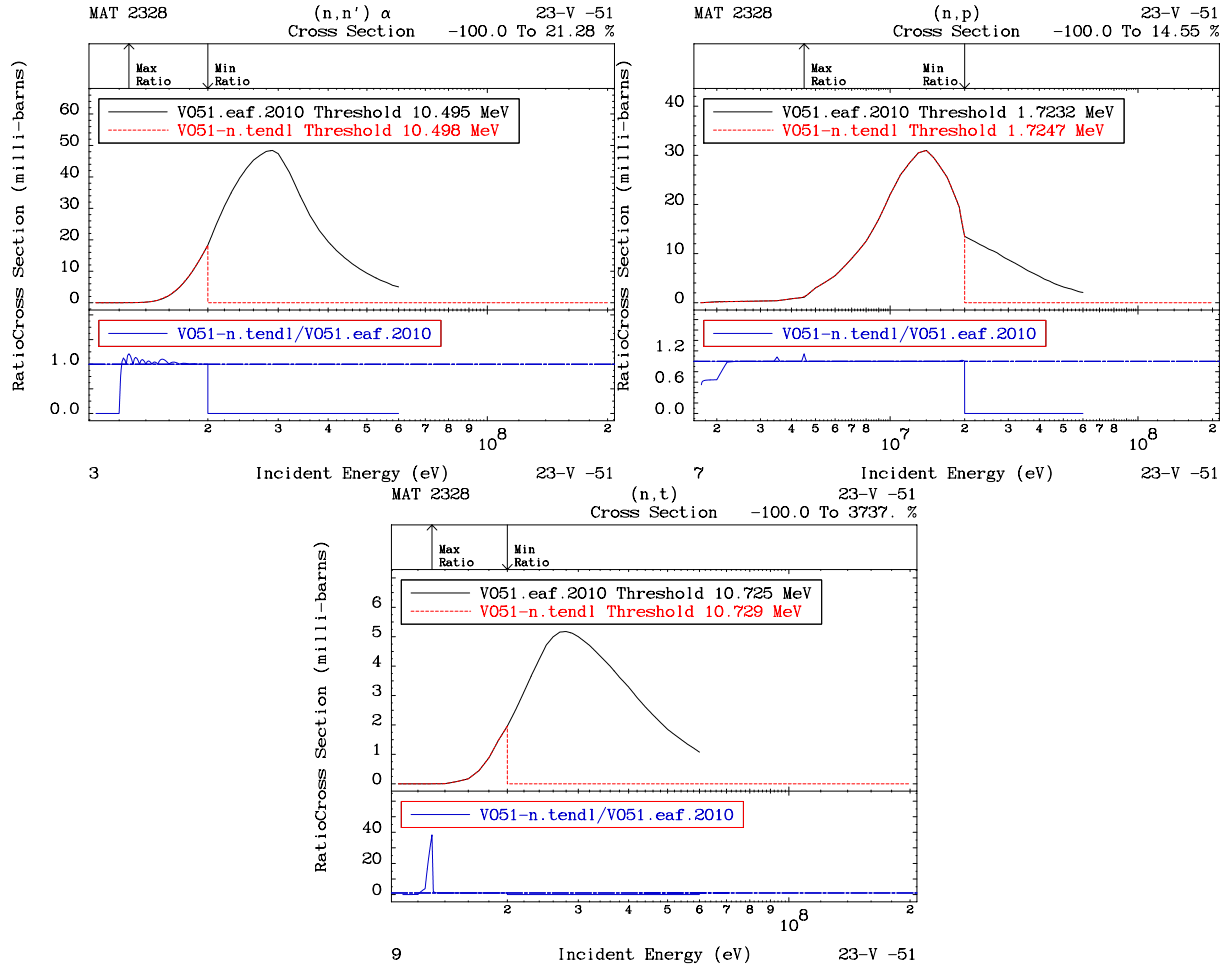 MAT 2328 (n,n') α 23-V -51
Cross Section -100.0 To 21.28 %
Max Ratio Min Ratio
V051.eaf.2010 Threshold 10.495 MeV
V051-n.tendl Threshold 10.498 MeV
60
50
40
30
20
10
0
RatioCross Section (milli-barns)
V051-n.tendl/V051.eaf.2010
1.0
0.0
2 3 4 5 6 7 8 9 10^8 2
3 Incident Energy (eV) 23-V -51
MAT 2328 (n,p) 23-V -51
Cross Section -100.0 To 14.55 %
Max Ratio Min Ratio
V051.eaf.2010 Threshold 1.7232 MeV
V051-n.tendl Threshold 1.7247 MeV
40
30
20
10
0
RatioCross Section (milli-barns)
V051-n.tendl/V051.eaf.2010
1.2
0.6
0.0
2 3 4 5 6 7 8 10^7 2 3 4 5 6 7 8 10^8 2
7 Incident Energy (eV) 23-V -51
MAT 2328 (n,t) 23-V -51
Cross Section -100.0 To 3737. %
Max Ratio Min Ratio
V051.eaf.2010 Threshold 10.725 MeV
V051-n.tendl Threshold 10.729 MeV
6
5
4
3
2
1
0
RatioCross Section (milli-barns)
V051-n.tendl/V051.eaf.2010
40
20
0
2 3 4 5 6 7 8 9 10^8 2
9 Incident Energy (eV) 23-V -51